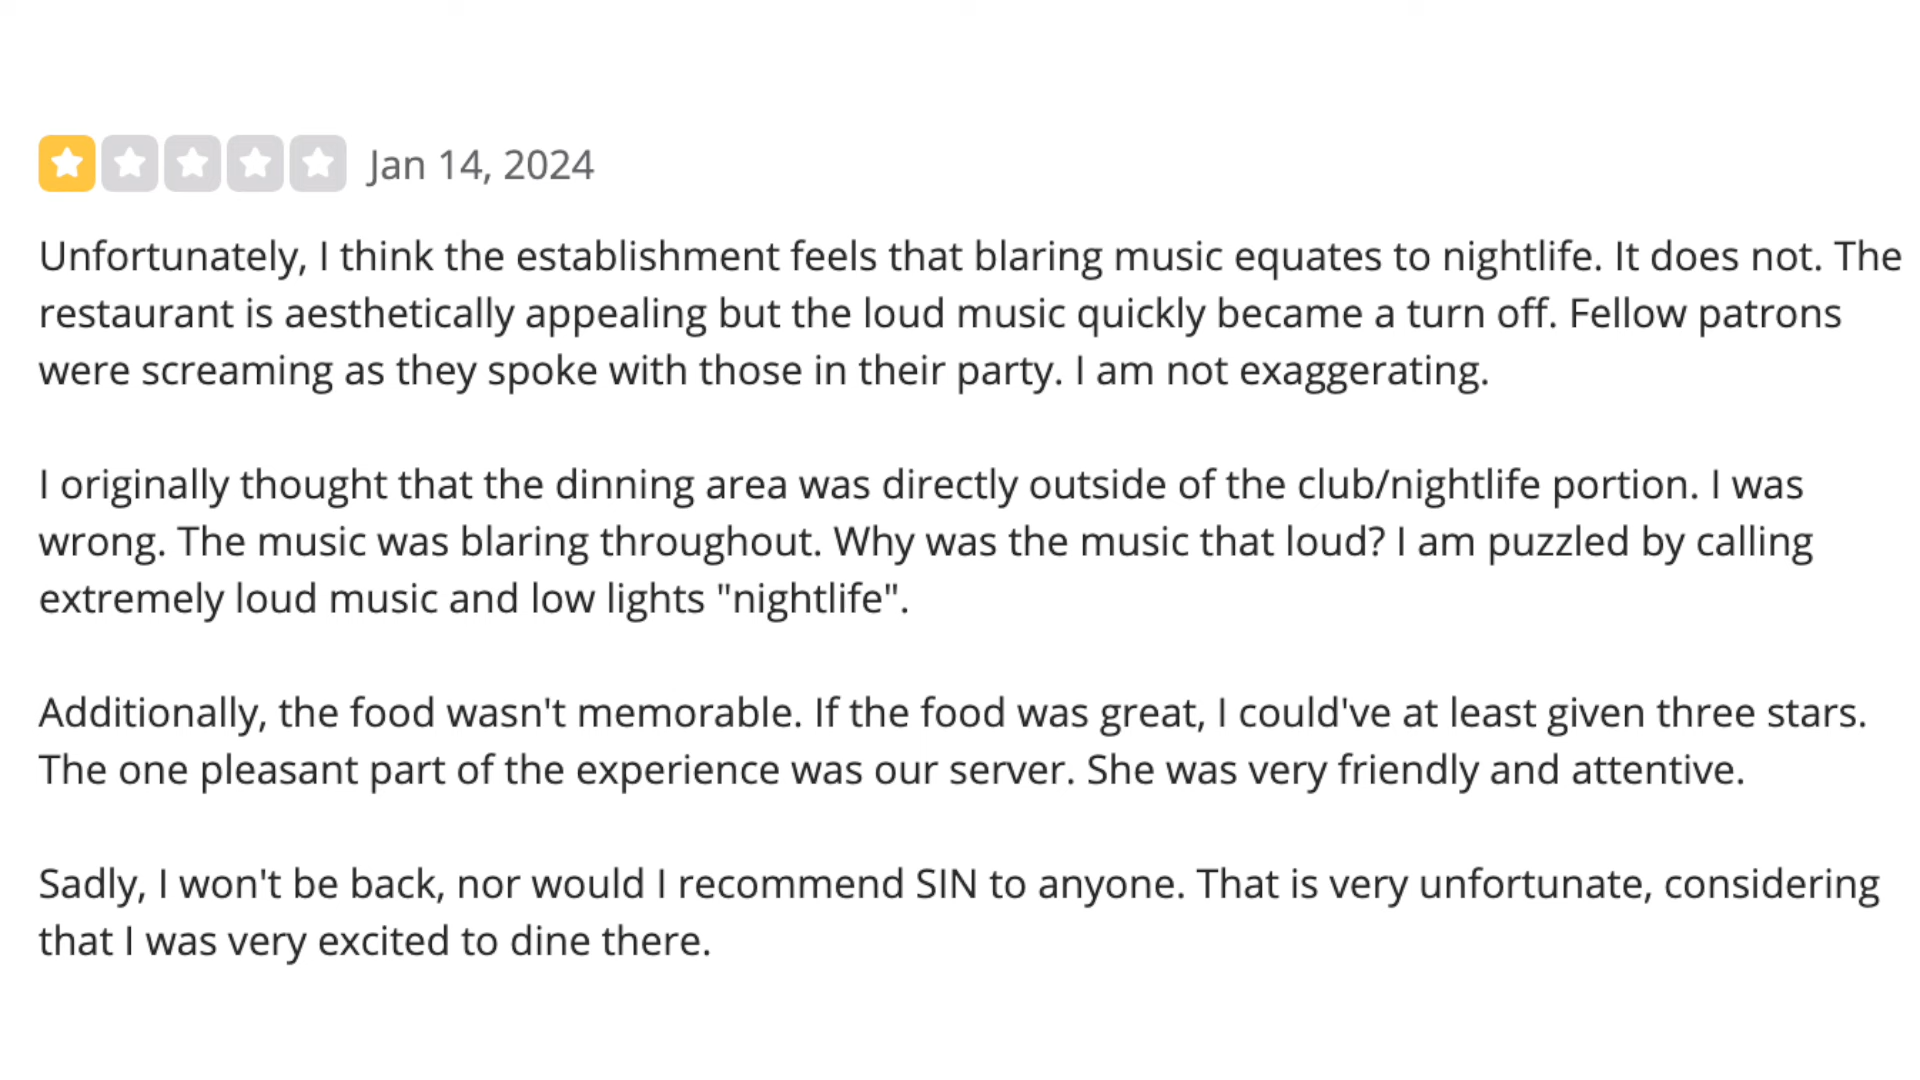 Jan 14, 2024
Unfortunately, I think the establishment feels that blaring music equates to nightlife. It does not. The
restaurant is aesthetically appealing but the loud music quickly became a turn off. Fellow patrons
were screaming as they spoke with those in their party. I am not exaggerating.
I originally thought that the dinning area was directly outside of the club/nightlife portion. I was
wrong. The music was blaring throughout. Why was the music that loud? I am puzzled by calling
extremely loud music and low lights "nightlife".
Additionally, the food wasn't memorable. If the food was great, I could've at least given three stars.
The one pleasant part of the experience was our server. She was very friendly and attentive.
Sadly, I won't be back, nor would I recommend SIN to anyone. That is very unfortunate, considering
that I was very excited to dine there.